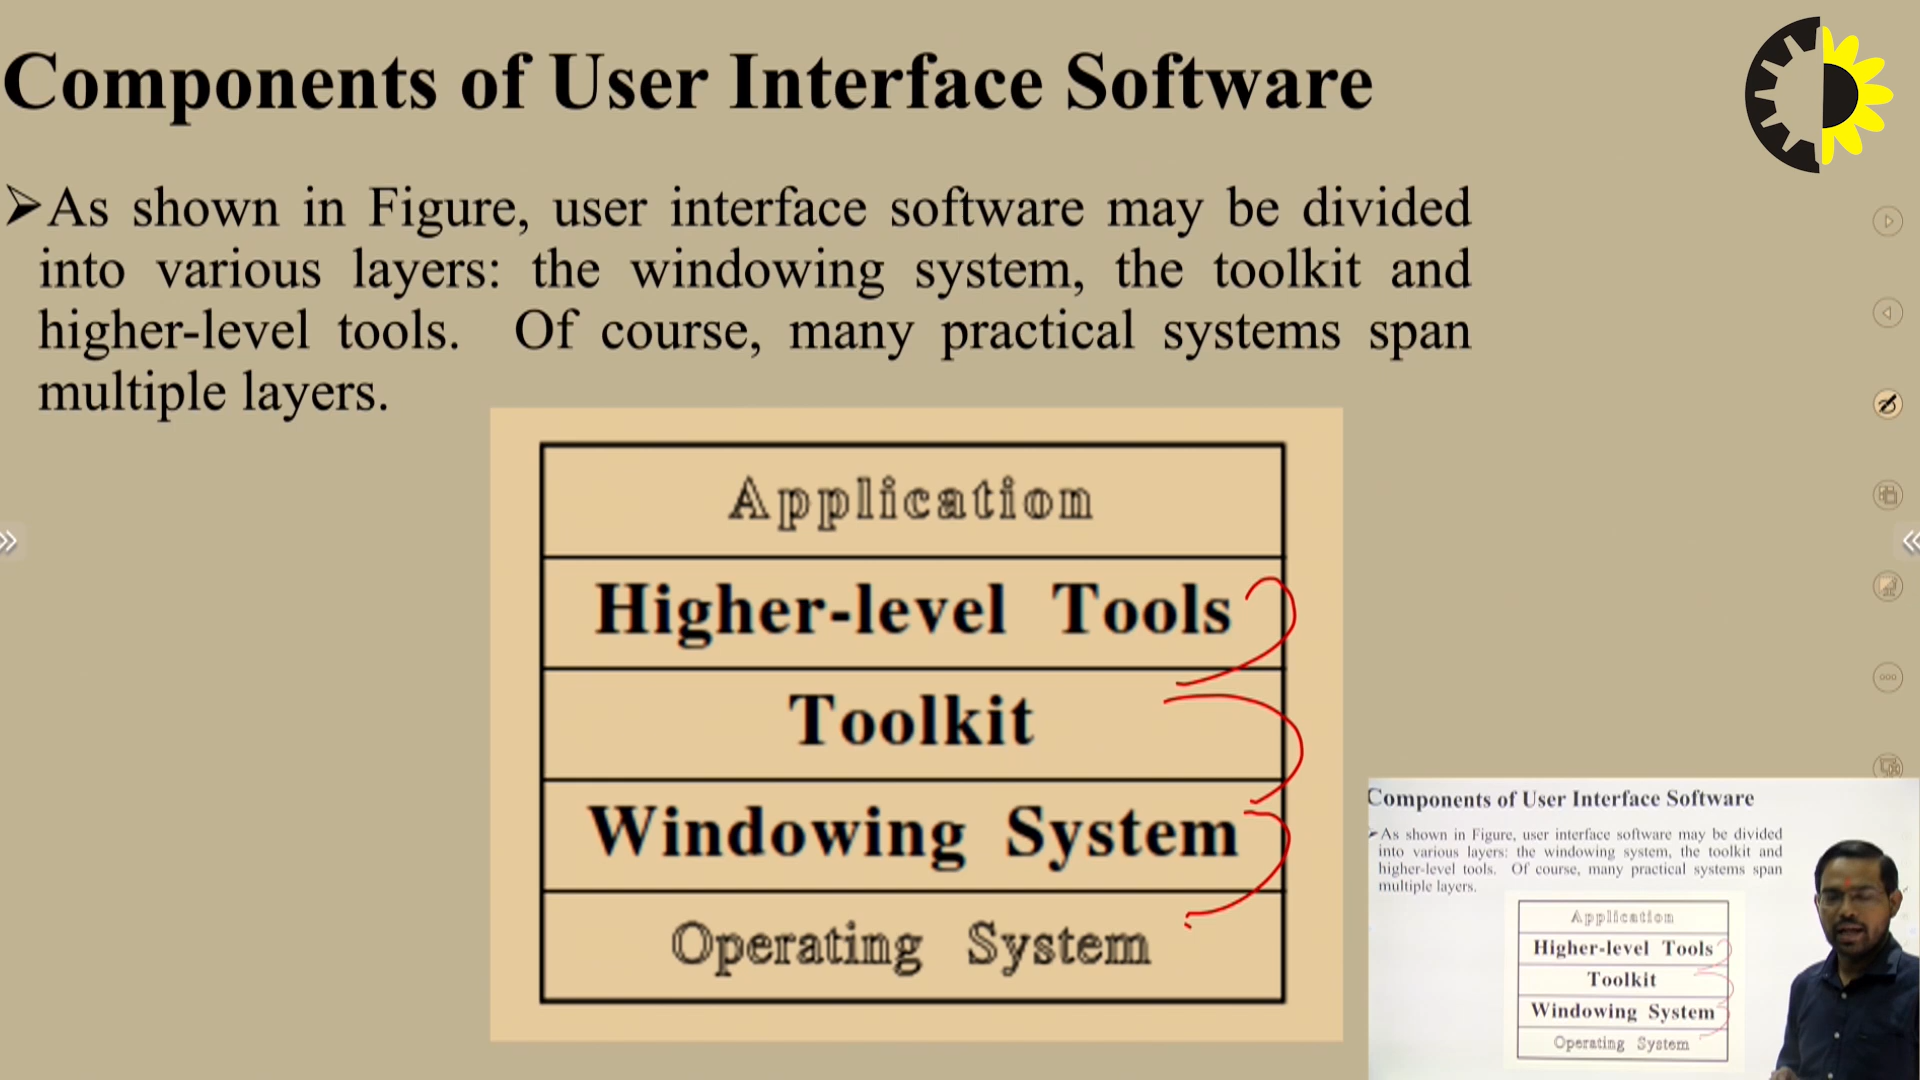 Components of User Interface Software
➢As shown in Figure, user interface software may be divided
into various layers: the windowing system, the toolkit and
higher-level tools. Of course, many practical systems span
multiple layers.
Application
Higher-level Tools
Toolkit
Windowing System
Operating System
Components of User Interface Software
➢As shown in Figure, user interface software may be divided
into various layers: the windowing system, the toolkit and
higher-level tools. Of course, many practical systems span
multiple layers.
Application
Higher-level Tools
Toolkit
Windowing System
Operating System